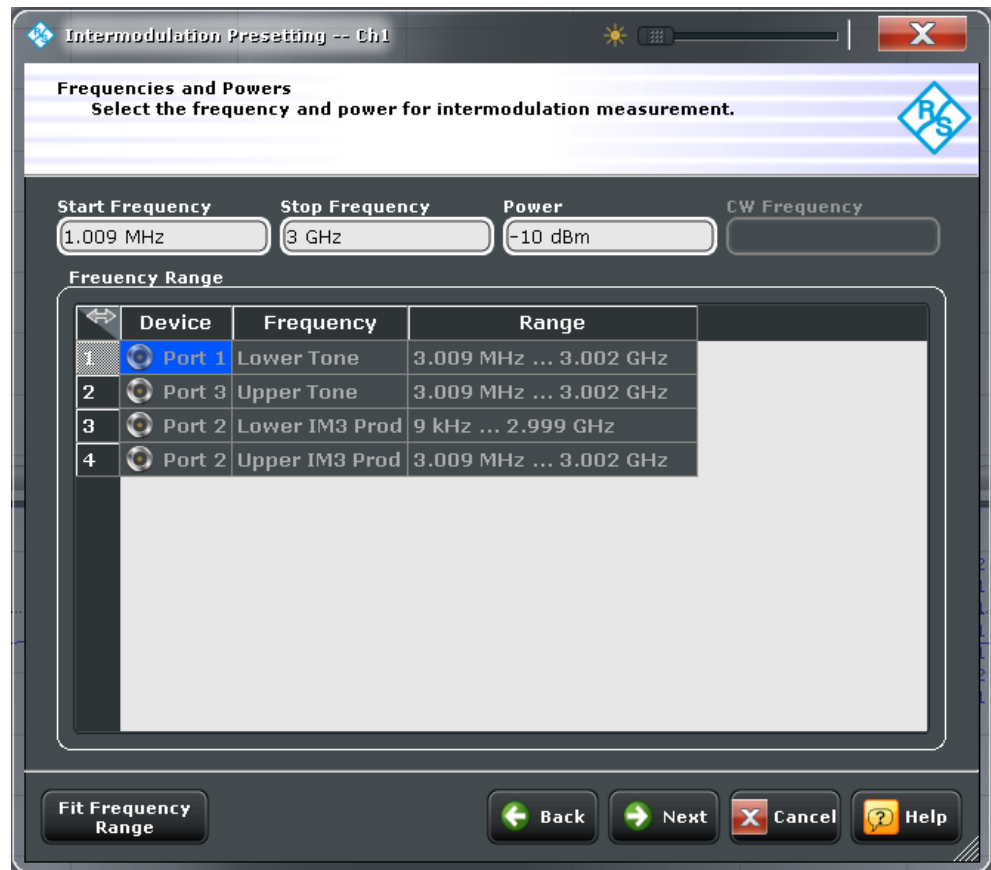 Intermodulation Presetting -- Ch1
X
Frequencies and Powers
Select the frequency and power for intermodulation measurement.
R&S
Start Frequency Stop Frequency Power CW Frequency
1.009 MHz 3 GHz -10 dBm
Freuency Range
Device Frequency Range
1 Port 1 Lower Tone 3.009 MHz ... 3.002 GHz
2 Port 3 Upper Tone 3.009 MHz ... 3.002 GHz
3 Port 2 Lower IM3 Prod 9 kHz ... 2.999 GHz
4 Port 2 Upper IM3 Prod 3.009 MHz ... 3.002 GHz
Fit Frequency
Range
Back Next X Cancel ? Help